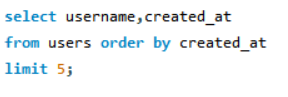 select username,created_at
from users order by created_at
limit 5;